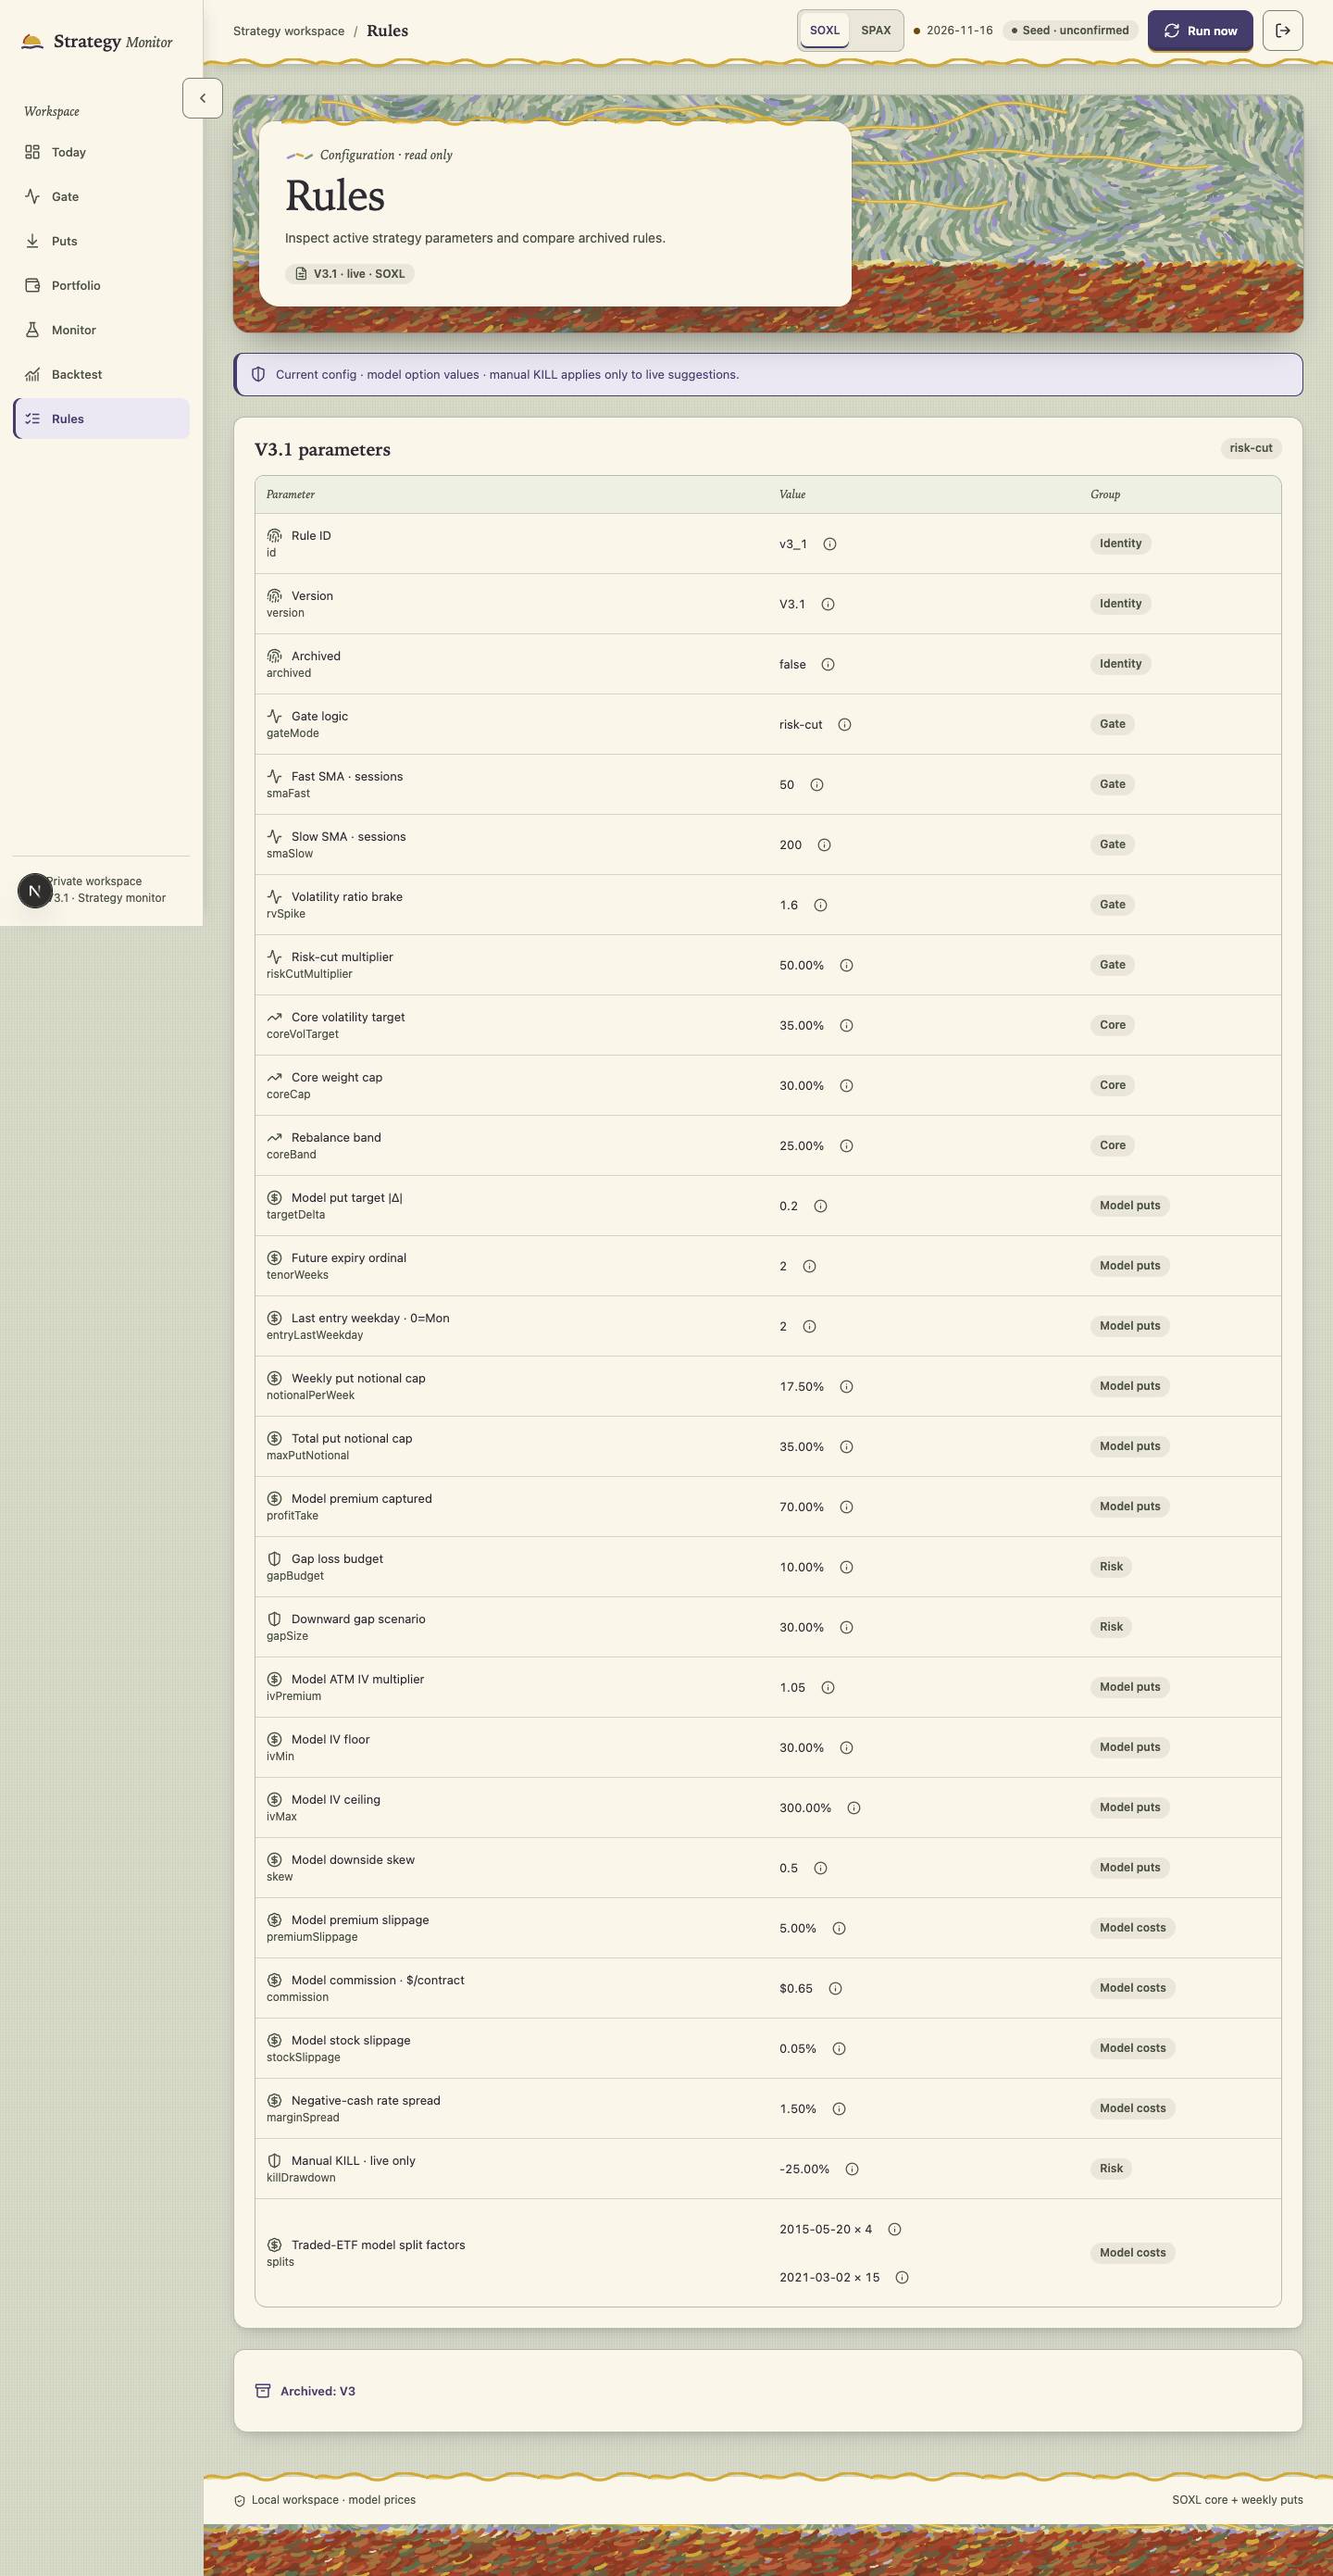 Strategy Monitor
Strategy workspace / Rules
SOXL
SPAX
2026-11-16
Seed · unconfirmed
Run now
Workspace
Today
Gate
Puts
Portfolio
Monitor
Backtest
Rules
N
Private workspace
V3.1 · Strategy monitor
Configuration · read only
Rules
Inspect active strategy parameters and compare archived rules.
V3.1 · live · SOXL
Current config · model option values · manual KILL applies only to live suggestions.
V3.1 parameters
risk-cut
Parameter Value Group
Rule ID
id
v3_1
Identity
Version
version
V3.1
Identity
Archived
archived
false
Identity
Gate logic
gateMode
risk-cut
Gate
Fast SMA · sessions
smaFast
50
Gate
Slow SMA · sessions
smaSlow
200
Gate
Volatility ratio brake
rvSpike
1.6
Gate
Risk-cut multiplier
riskCutMultiplier
50.00%
Gate
Core volatility target
coreVolTarget
35.00%
Core
Core weight cap
coreCap
30.00%
Core
Rebalance band
coreBand
25.00%
Core
Model put target |Δ|
targetDelta
0.2
Model puts
Future expiry ordinal
tenorWeeks
2
Model puts
Last entry weekday · 0=Mon
entryLastWeekday
2
Model puts
Weekly put notional cap
notionalPerWeek
17.50%
Model puts
Total put notional cap
maxPutNotional
35.00%
Model puts
Model premium captured
profitTake
70.00%
Model puts
Gap loss budget
gapBudget
10.00%
Risk
Downward gap scenario
gapSize
30.00%
Risk
Model ATM IV multiplier
ivPremium
1.05
Model puts
Model IV floor
ivMin
30.00%
Model puts
Model IV ceiling
ivMax
300.00%
Model puts
Model downside skew
skew
0.5
Model puts
Model premium slippage
premiumSlippage
5.00%
Model costs
Model commission · $/contract
commission
$0.65
Model costs
Model stock slippage
stockSlippage
0.05%
Model costs
Negative-cash rate spread
marginSpread
1.50%
Model costs
Manual KILL · live only
killDrawdown
-25.00%
Risk
Traded-ETF model split factors
splits
2015-05-20 × 4
2021-03-02 × 15
Model costs
Archived: V3
Local workspace · model prices
SOXL core + weekly puts